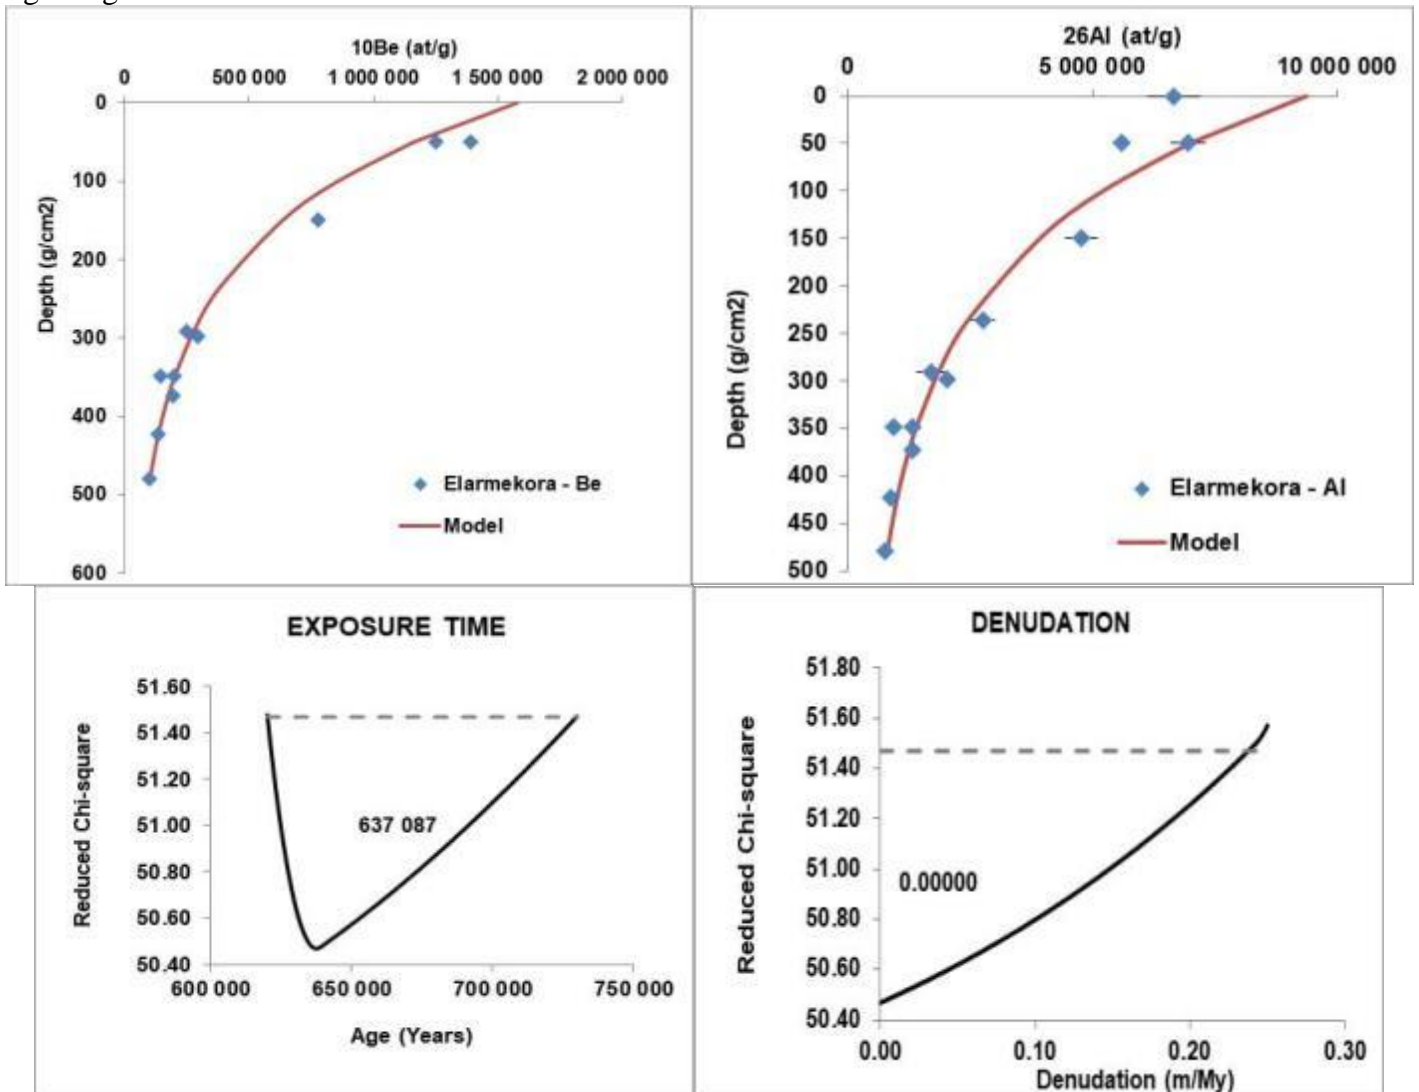 10Be (at/g)
0 500 000 1 000 000 1 500 000 2 000 000
0
100
200
300
400
500
600
Depth (g/cm2)
Elarmekora - Be
Model
26Al (at/g)
0 5 000 000 10 000 000
0
50
100
150
200
250
300
350
400
450
500
Depth (g/cm2)
Elarmekora - Al
Model
EXPOSURE TIME
51.60
51.40
51.20
51.00
50.80
50.60
50.40
Reduced Chi-square
637 087
600 000 650 000 700 000 750 000
Age (Years)
DENUDATION
51.80
51.60
51.40
51.20
51.00
50.80
50.60
50.40
Reduced Chi-square
0.00000
0.00 0.10 0.20 0.30
Denudation (m/My)